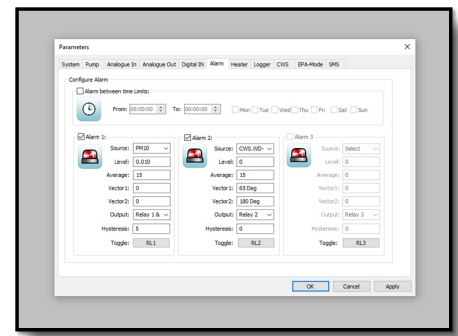 Parameters
System Pump Analogue In Analogue Out Digital IN Alarm Heater Logger CWS EPA-Mode SMS
Configure Alarm
Alarm between time Limits:
From: 00:00:00 To: 00:00:00 Mon Tue Wed Thu Fri Sat Sun
Alarm 1:
Source: PM10
Level: 0.010
Average: 15
Vector1: 0
Vector2: 0
Output: Relay 1 &
Hysteresis: 5
Toggle: RL1
Alarm 2:
Source: CWS.WD-
Level: 0
Average: 15
Vector1: 65 Deg
Vector2: 180 Deg
Output: Relay 2
Hysteresis: 0
Toggle: RL2
Alarm 3
Source: Select
Level: 0
Average: 0
Vector1: 0
Vector2: 0
Output: Relay 3
Hysteresis: 0
Toggle: RL3
OK Cancel Apply